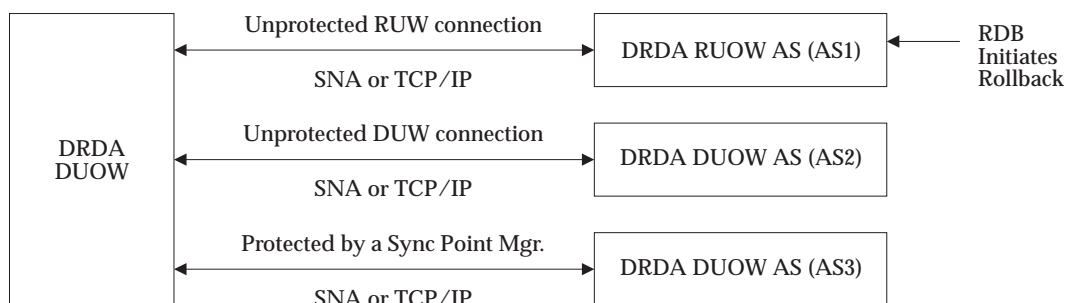 Unprotected RUW connection
SNA or TCP/IP
DRDA RUOW AS (AS1)
RDB
Initiates
Rollback
DRDA
DUOW
Unprotected DUW connection
SNA or TCP/IP
DRDA DUOW AS (AS2)
Protected by a Sync Point Mgr.
SNA or TCP/IP
DRDA DUOW AS (AS3)